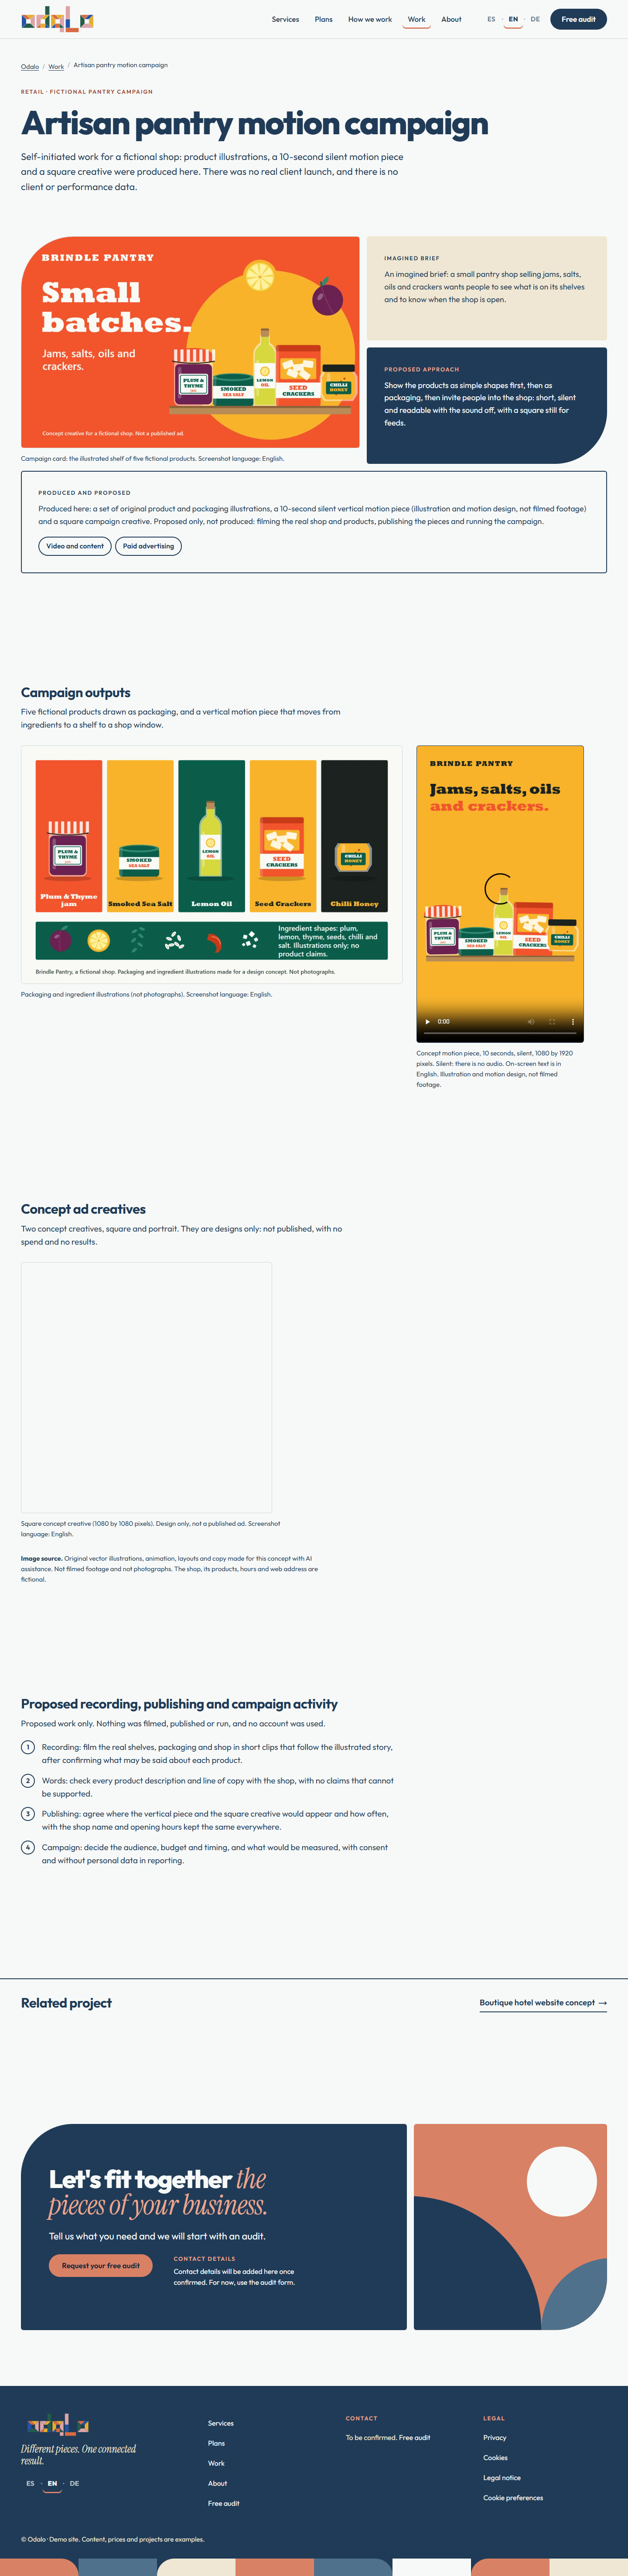 odalo
Services Plans How we work Work About ES · EN · DE Free audit
Odalo / Work / Artisan pantry motion campaign
RETAIL · FICTIONAL PANTRY CAMPAIGN
Artisan pantry motion campaign
Self-initiated work for a fictional shop: product illustrations, a 10-second silent motion piece
and a square creative were produced here. There was no real client launch, and there is no
client or performance data.
BRINDLE PANTRY
Small
batches.
Jams, salts, oils and
crackers.
PLUM &
THYME
SMOKED
SEA SALT
LEMON
OIL
SEED
CRACKERS
CHILLI
HONEY
Concept creative for a fictional shop. Not a published ad.
Campaign card: the illustrated shelf of five fictional products. Screenshot language: English.
IMAGINED BRIEF
An imagined brief: a small pantry shop selling jams, salts,
oils and crackers wants people to see what is on its shelves
and to know when the shop is open.
PROPOSED APPROACH
Show the products as simple shapes first, then as
packaging, then invite people into the shop: short, silent
and readable with the sound off, with a square still for
feeds.
PRODUCED AND PROPOSED
Produced here: a set of original product and packaging illustrations, a 10-second silent vertical motion piece (illustration and motion design, not filmed footage)
and a square campaign creative. Proposed only, not produced: filming the real shop and products, publishing the pieces and running the campaign.
Video and content Paid advertising
Campaign outputs
Five fictional products drawn as packaging, and a vertical motion piece that moves from
ingredients to a shelf to a shop window.
PLUM &
THYME
SMOKED
SEA SALT
LEMON
OIL
SEED
CRACKERS
CHILLI
HONEY
Plum & Thyme
jam
Smoked Sea Salt
Lemon Oil
Seed Crackers
Chilli Honey
Ingredient shapes: plum,
lemon, thyme, seeds, chilli and
salt. Illustrations only; no
product claims.
Brindle Pantry, a fictional shop. Packaging and ingredient illustrations made for a design concept. Not photographs.
Packaging and ingredient illustrations (not photographs). Screenshot language: English.
BRINDLE PANTRY
Jams, salts, oils
and crackers.
PLUM &
THYME
SMOKED
SEA SALT
LEMON
OIL
SEED
CRACKERS
CHILLI
HONEY
0:00
Concept motion piece, 10 seconds, silent, 1080 by 1920
pixels. Silent: there is no audio. On-screen text is in
English. Illustration and motion design, not filmed
footage.
Concept ad creatives
Two concept creatives, square and portrait. They are designs only: not published, with no
spend and no results.
Square concept creative (1080 by 1080 pixels). Design only, not a published ad. Screenshot
language: English.
Image source. Original vector illustrations, animation, layouts and copy made for this concept with AI
assistance. Not filmed footage and not photographs. The shop, its products, hours and web address are
fictional.
Proposed recording, publishing and campaign activity
Proposed work only. Nothing was filmed, published or run, and no account was used.
1 Recording: film the real shelves, packaging and shop in short clips that follow the illustrated story,
after confirming what may be said about each product.
2 Words: check every product description and line of copy with the shop, with no claims that cannot
be supported.
3 Publishing: agree where the vertical piece and the square creative would appear and how often,
with the shop name and opening hours kept the same everywhere.
4 Campaign: decide the audience, budget and timing, and what would be measured, with consent
and without personal data in reporting.
Related project
Boutique hotel website concept →
Let's fit together the
pieces of your business.
Tell us what you need and we will start with an audit.
Request your free audit
CONTACT DETAILS
Contact details will be added here once
confirmed. For now, use the audit form.
odalo
Different pieces. One connected
result.
ES · EN · DE
Services
Plans
Work
About
Free audit
CONTACT
To be confirmed. Free audit
LEGAL
Privacy
Cookies
Legal notice
Cookie preferences
© Odalo · Demo site. Content, prices and projects are examples.